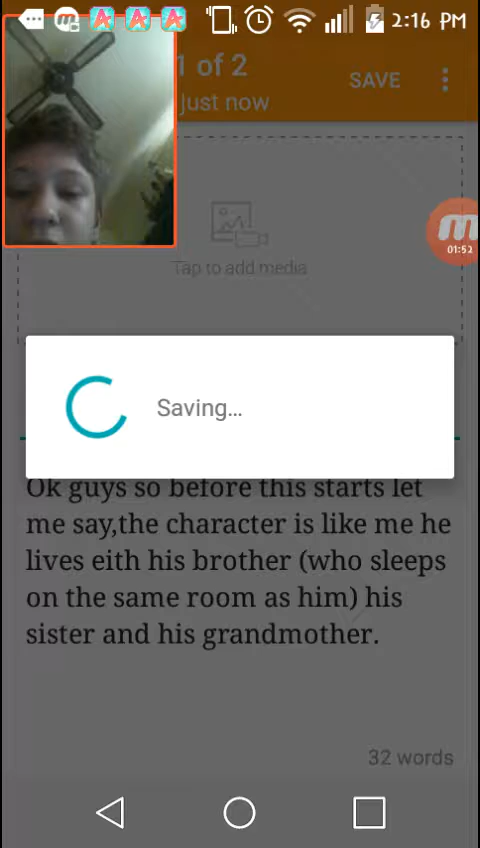 2:16 PM
1 of 2
SAVE
Just now
01:52
Tap to add media
Saving...
Ok guys so before this starts let
me say,the character is like me he
lives eith his brother (who sleeps
on the same room as him) his
sister and his grandmother.
32 words